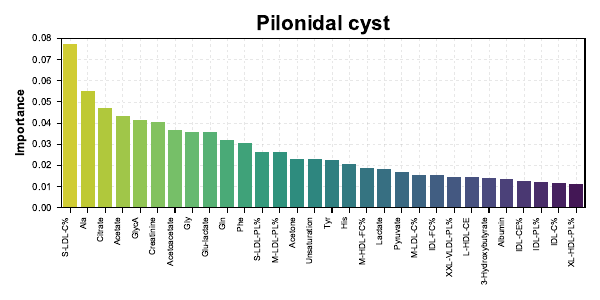 Pilonidal cyst
Importance
0.08
0.07
0.06
0.05
0.04
0.03
0.02
0.01
0.00
S-LDL-C%
Ala
Citrate
Acetate
GlycA
Creatinine
Acetoacetate
Gly
Glu-lactate
Gln
Phe
S-LDL-PL%
M-LDL-PL%
Acetone
Unsaturation
Tyr
His
M-HDL-FC%
Lactate
Pyruvate
M-LDL-C%
IDL-FC%
XXL-VLDL-PL%
L-HDL-CE
3-Hydroxybutyrate
Albumin
IDL-CE%
IDL-PL%
IDL-C%
XL-HDL-PL%